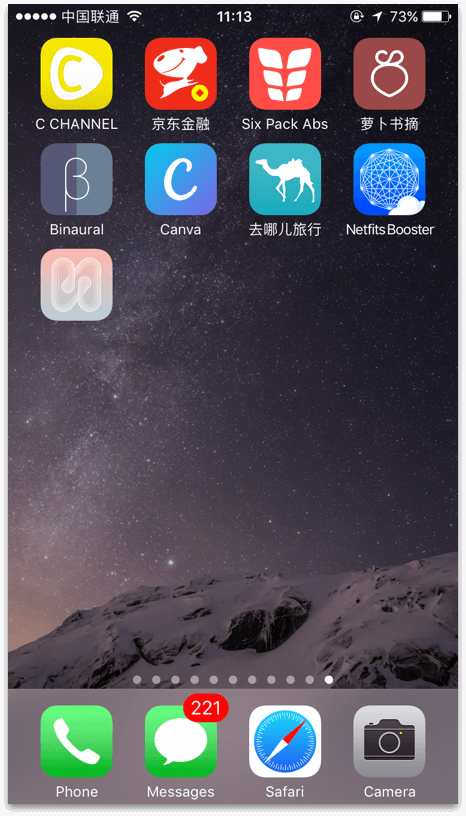 中国联通 11:13 73%
C CHANNEL 京东金融 Six Pack Abs 萝卜书摘
Binaural Canva 去哪儿旅行 Netfits Booster
221
Phone Messages Safari Camera